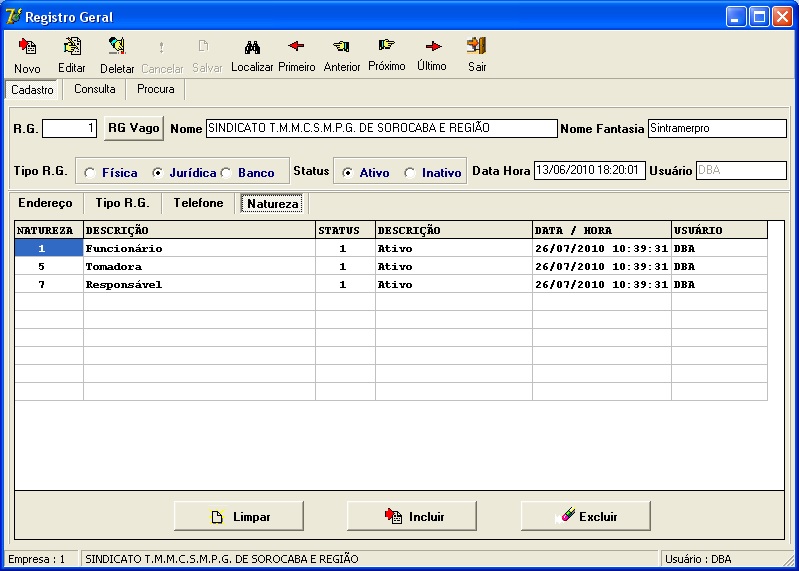 Registro Geral
Novo Editar Deletar Cancelar Salvar Localizar Primeiro Anterior Próximo Último Sair
Cadastro Consulta Procura
R.G. 1 RG Vago Nome SINDICATO T.M.M.C.S.M.P.G. DE SOROCABA E REGIÃO Nome Fantasia Sintramerpro
Tipo R.G. Física Jurídica Banco Status Ativo Inativo Data Hora 13/06/2010 18:20:01 Usuário DBA
Endereço Tipo R.G. Telefone Natureza
NATUREZA DESCRIÇÃO STATUS DESCRIÇÃO DATA / HORA USUÁRIO
1 Funcionário 1 Ativo 26/07/2010 10:39:31 DBA
5 Tomadora 1 Ativo 26/07/2010 10:39:31 DBA
7 Responsável 1 Ativo 26/07/2010 10:39:31 DBA
Limpar Incluir Excluir
Empresa : 1 SINDICATO T.M.M.C.S.M.P.G. DE SOROCABA E REGIÃO Usuário : DBA